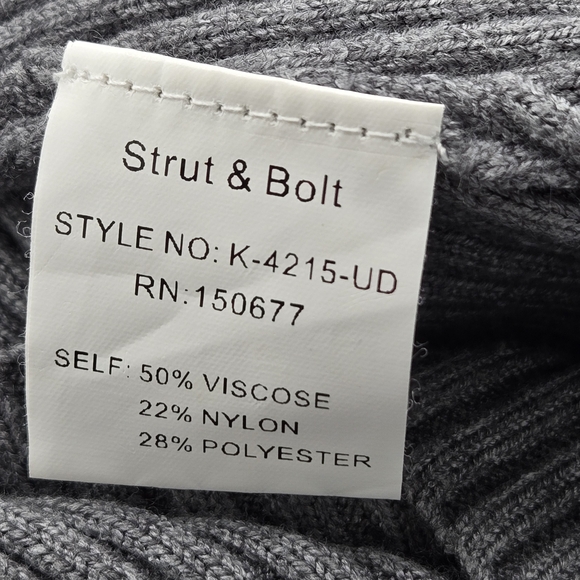 Strut & Bolt
STYLE NO: K-4215-UD
RN:150677
SELF: 50% VISCOSE
22% NYLON
28% POLYESTER